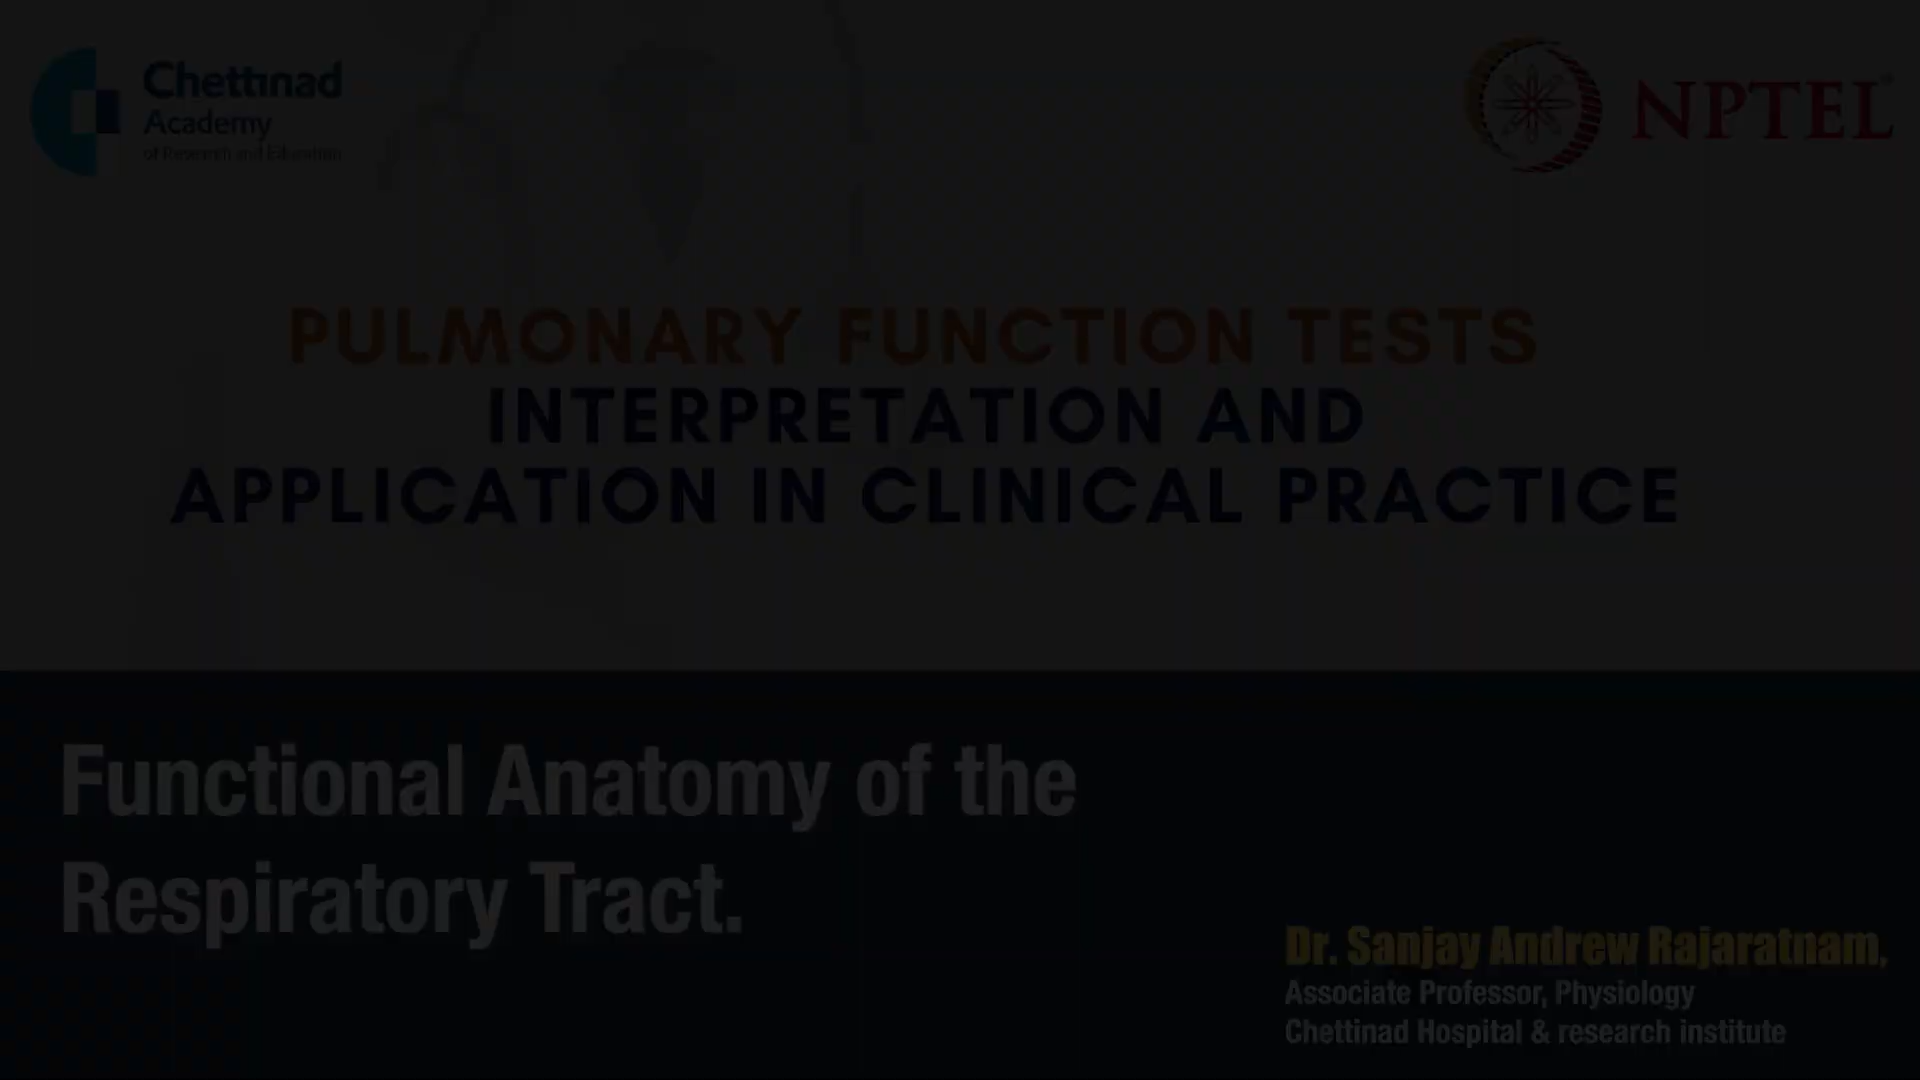 Chettinad
Academy
of Research and Education
NPTEL
PULMONARY FUNCTION TESTS
INTERPRETATION AND
APPLICATION IN CLINICAL PRACTICE
Functional Anatomy of the
Respiratory Tract.
Dr. Sanjay Andrew Rajaratnam,
Associate Professor, Physiology
Chettinad Hospital & research institute